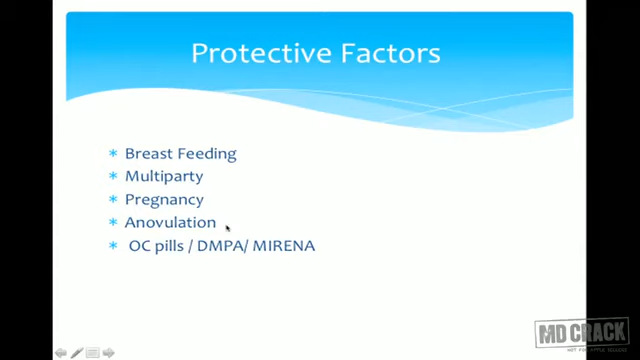 Protective Factors
* Breast Feeding
* Multiparty
* Pregnancy
* Anovulation
* OC pills / DMPA/ MIRENA
MD CRACK